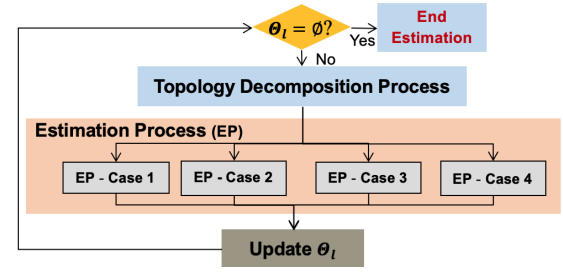 Θₗ = ∅?
Yes
End
Estimation
No
Topology Decomposition Process
Estimation Process (EP)
EP - Case 1
EP - Case 2
EP - Case 3
EP - Case 4
Update Θₗ